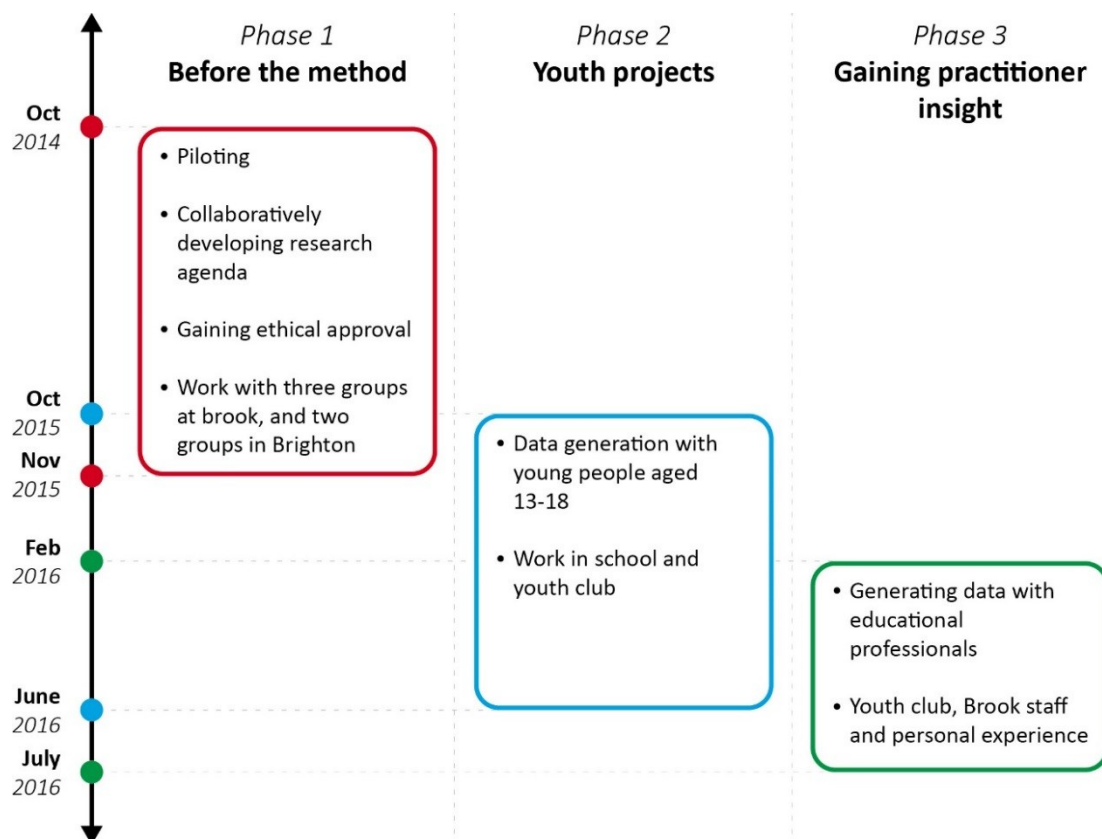 Phase 1
Before the method
Phase 2
Youth projects
Phase 3
Gaining practitioner
insight
Oct
2014
• Piloting
• Collaboratively
developing research
agenda
• Gaining ethical approval
• Work with three groups
at brook, and two
groups in Brighton
Oct
2015
Nov
2015
• Data generation with
young people aged
13-18
• Work in school and
youth club
Feb
2016
• Generating data with
educational
professionals
• Youth club, Brook staff
and personal experience
June
2016
July
2016